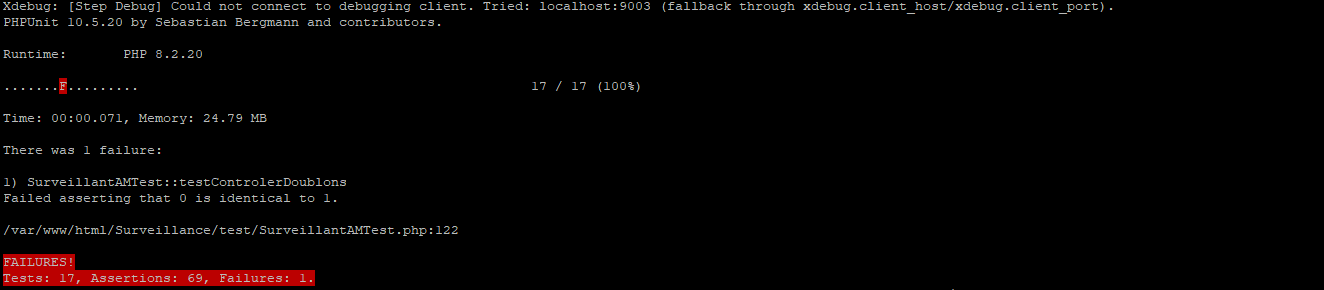 Xdebug: [Step Debug] Could not connect to debugging client. Tried: localhost:9003 (fallback through xdebug.client_host/xdebug.client_port).
PHPUnit 10.5.20 by Sebastian Bergmann and contributors.
Runtime:       PHP 8.2.20
.......F.........                                                  17 / 17 (100%)
Time: 00:00.071, Memory: 24.79 MB
There was 1 failure:
1) SurveillantAMTest::testControlerDoublons
Failed asserting that 0 is identical to 1.
/var/www/html/Surveillance/test/SurveillantAMTest.php:122
FAILURES!
Tests: 17, Assertions: 69, Failures: 1.